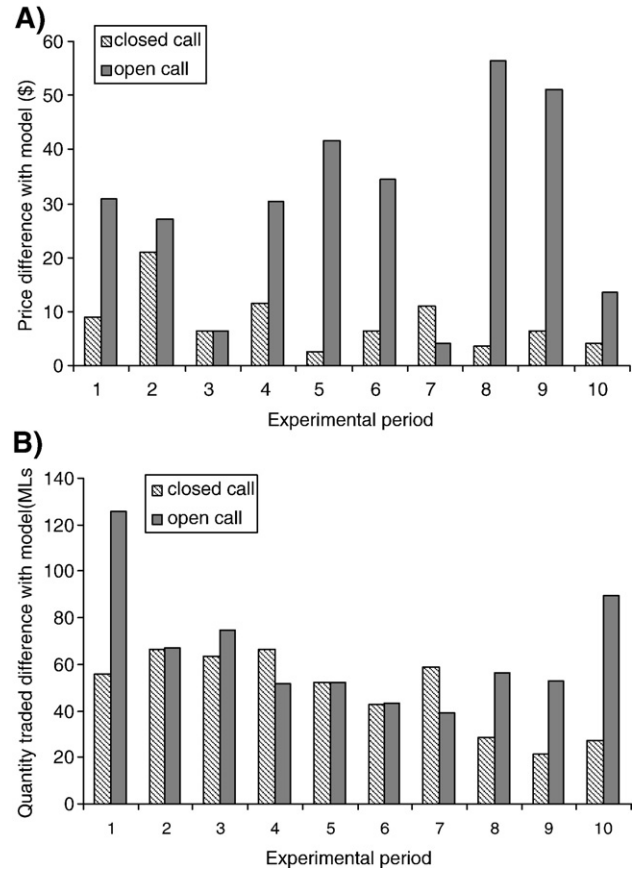 A)
closed call
open call
Price difference with model ($)
60
50
40
30
20
10
0
1 2 3 4 5 6 7 8 9 10
Experimental period
B)
closed call
open call
Quantity traded difference with model(MLs
140
120
100
80
60
40
20
0
1 2 3 4 5 6 7 8 9 10
Experimental period